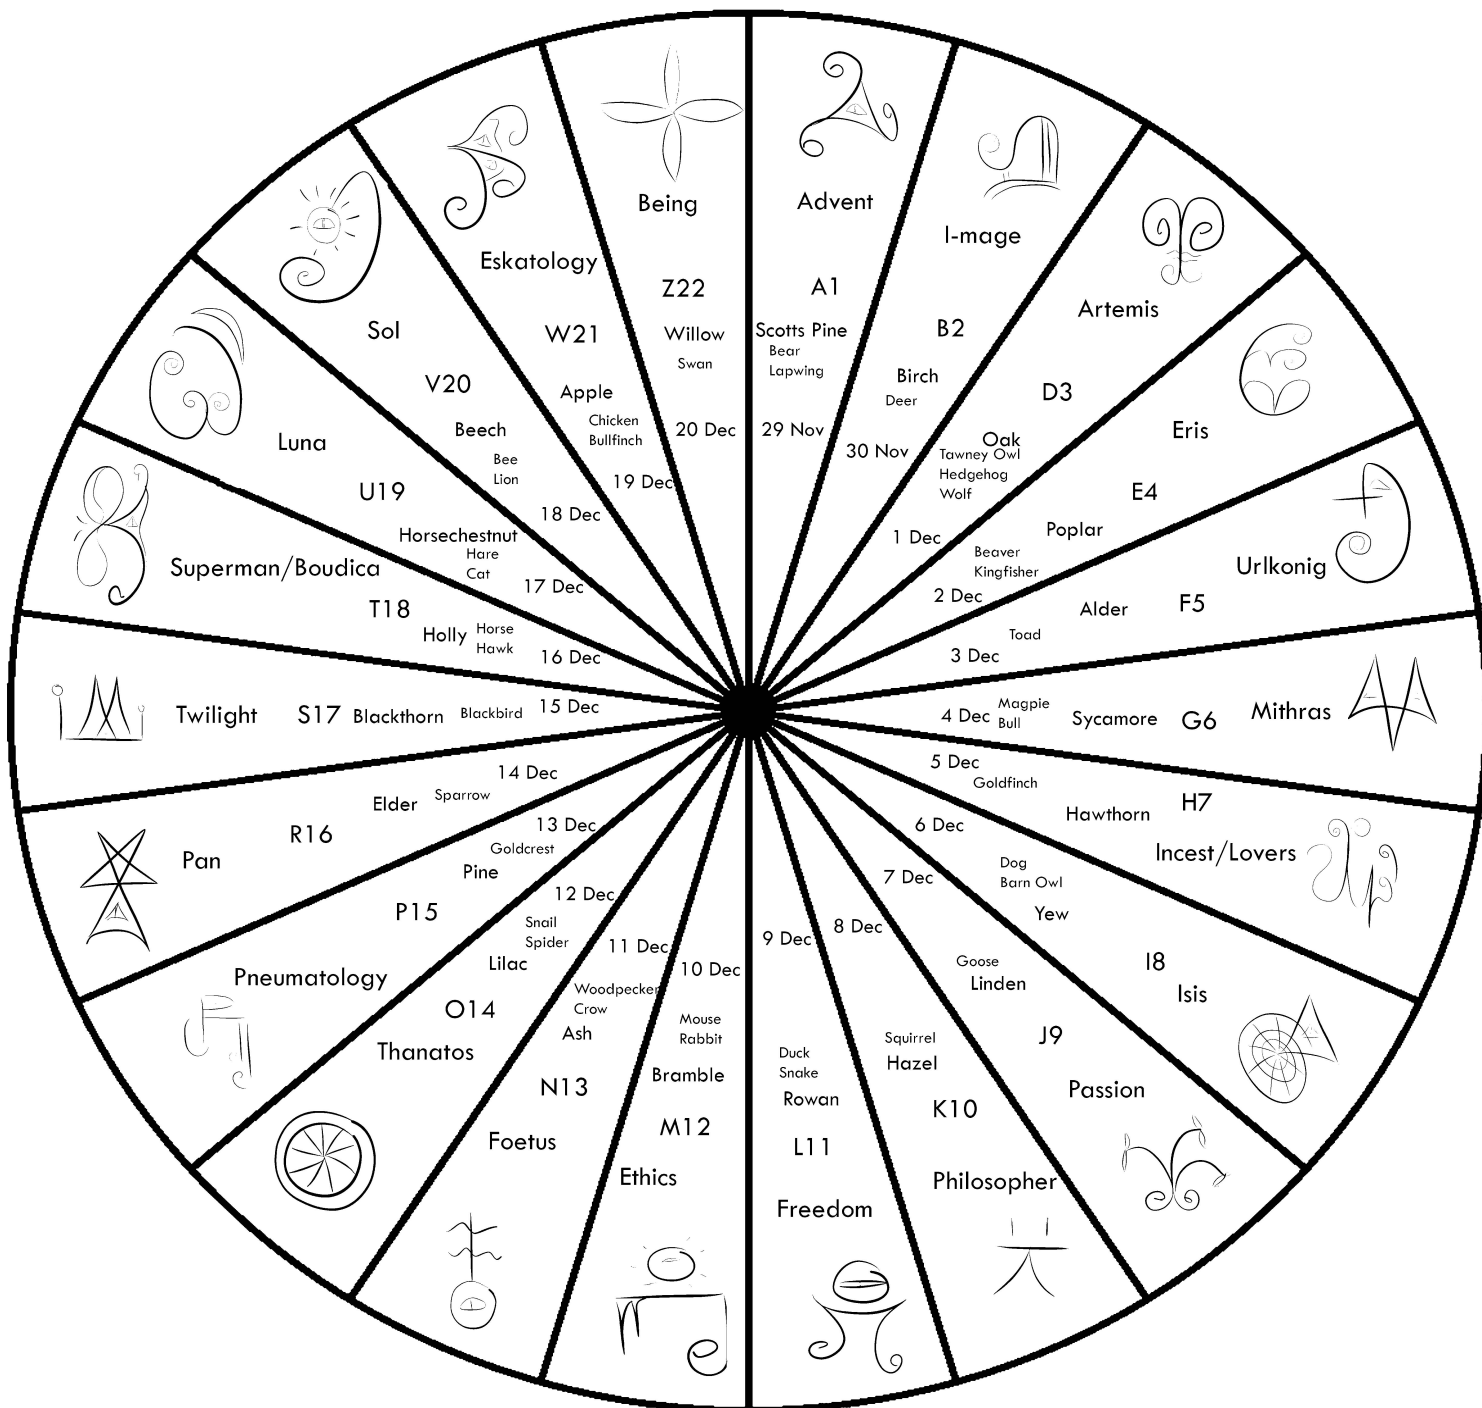 Advent
A1
Scotts Pine
Bear
Lapwing
29 Nov
I-mage
B2
Birch
Deer
30 Nov
Artemis
D3
Oak
Tawney Owl
Hedgehog
Wolf
1 Dec
Eris
E4
Poplar
Beaver
Kingfisher
2 Dec
Urlkonig
F5
Alder
Toad
3 Dec
Mithras
G6
Sycamore
Magpie
Bull
4 Dec
5 Dec
Goldfinch
Hawthorn
H7
Incest/Lovers
6 Dec
Dog
Barn Owl
Yew
I8
Isis
7 Dec
Goose
Linden
J9
Passion
8 Dec
Squirrel
Hazel
K10
Philosopher
9 Dec
Duck
Snake
Rowan
L11
Freedom
10 Dec
Mouse
Rabbit
Bramble
M12
Ethics
11 Dec
Woodpecker
Crow
Ash
N13
Foetus
12 Dec
Snail
Spider
Lilac
O14
Thanatos
13 Dec
Goldcrest
Pine
P15
Pneumatology
14 Dec
Sparrow
Elder
R16
Pan
Twilight
S17
Blackthorn
Blackbird
15 Dec
Superman/Boudica
T18
Holly
Horse
Hawk
16 Dec
Luna
U19
Horsechestnut
Hare
Cat
17 Dec
Sol
V20
Beech
Bee
Lion
18 Dec
Eskatology
W21
Apple
Chicken
Bullfinch
19 Dec
Being
Z22
Willow
Swan
20 Dec